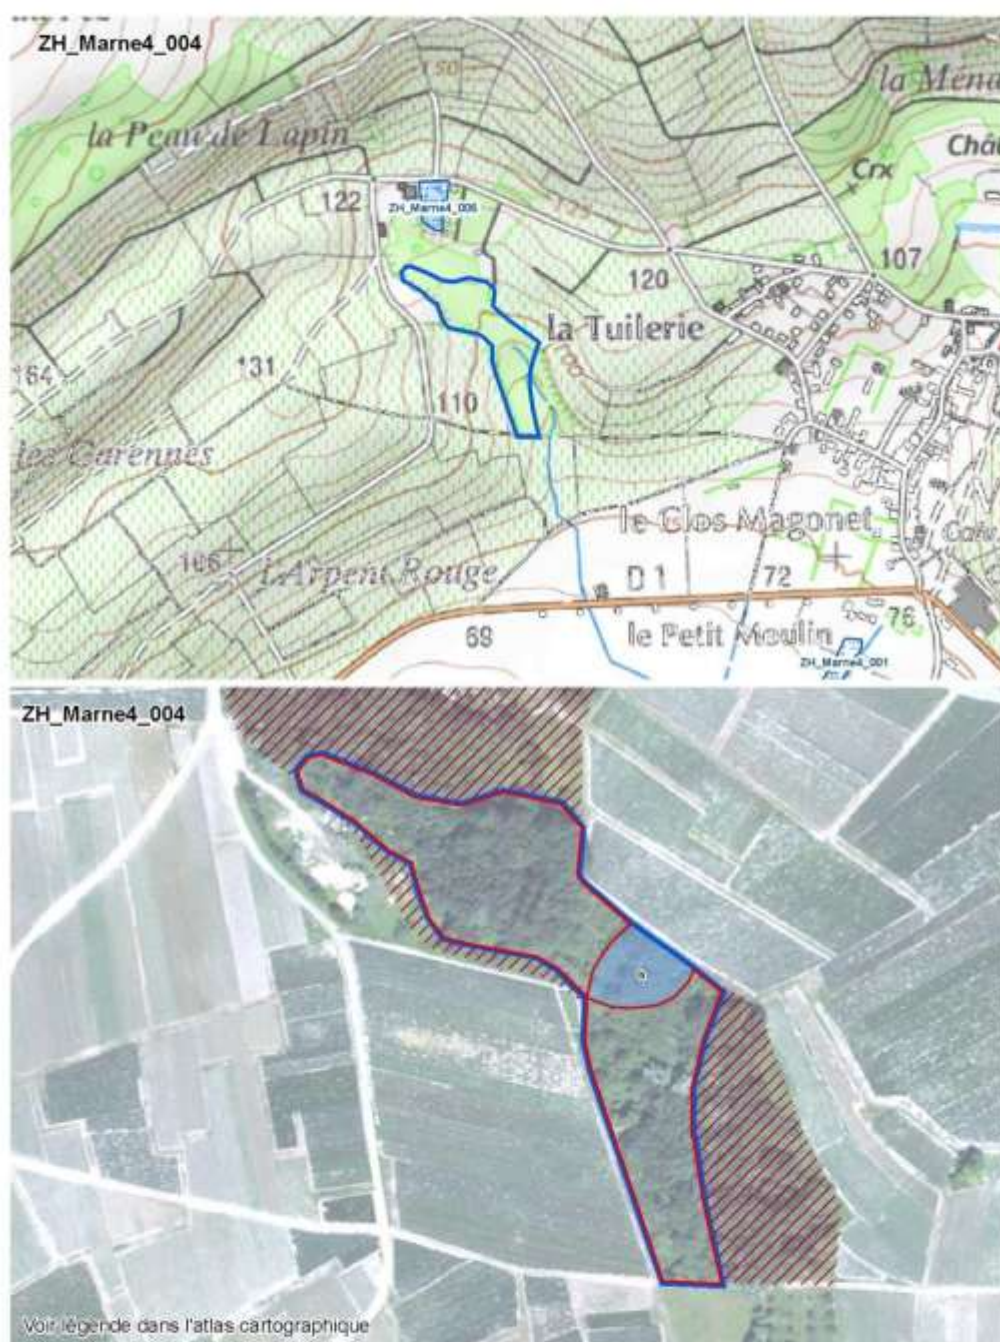 ZH_Marne4_004
150
la Ména
la Peau de Lapin
Châ
Crx
122
ZH_Marne4_006
107
120
la Tuilerie
164
131
110
les Garennes
le Clos Magonet
106
l'Arpent Rouge
D 1
72
69
le Petit Moulin
76
ZH_Marne4_001
ZH_Marne4_004
Voir légende dans l'atlas cartographique